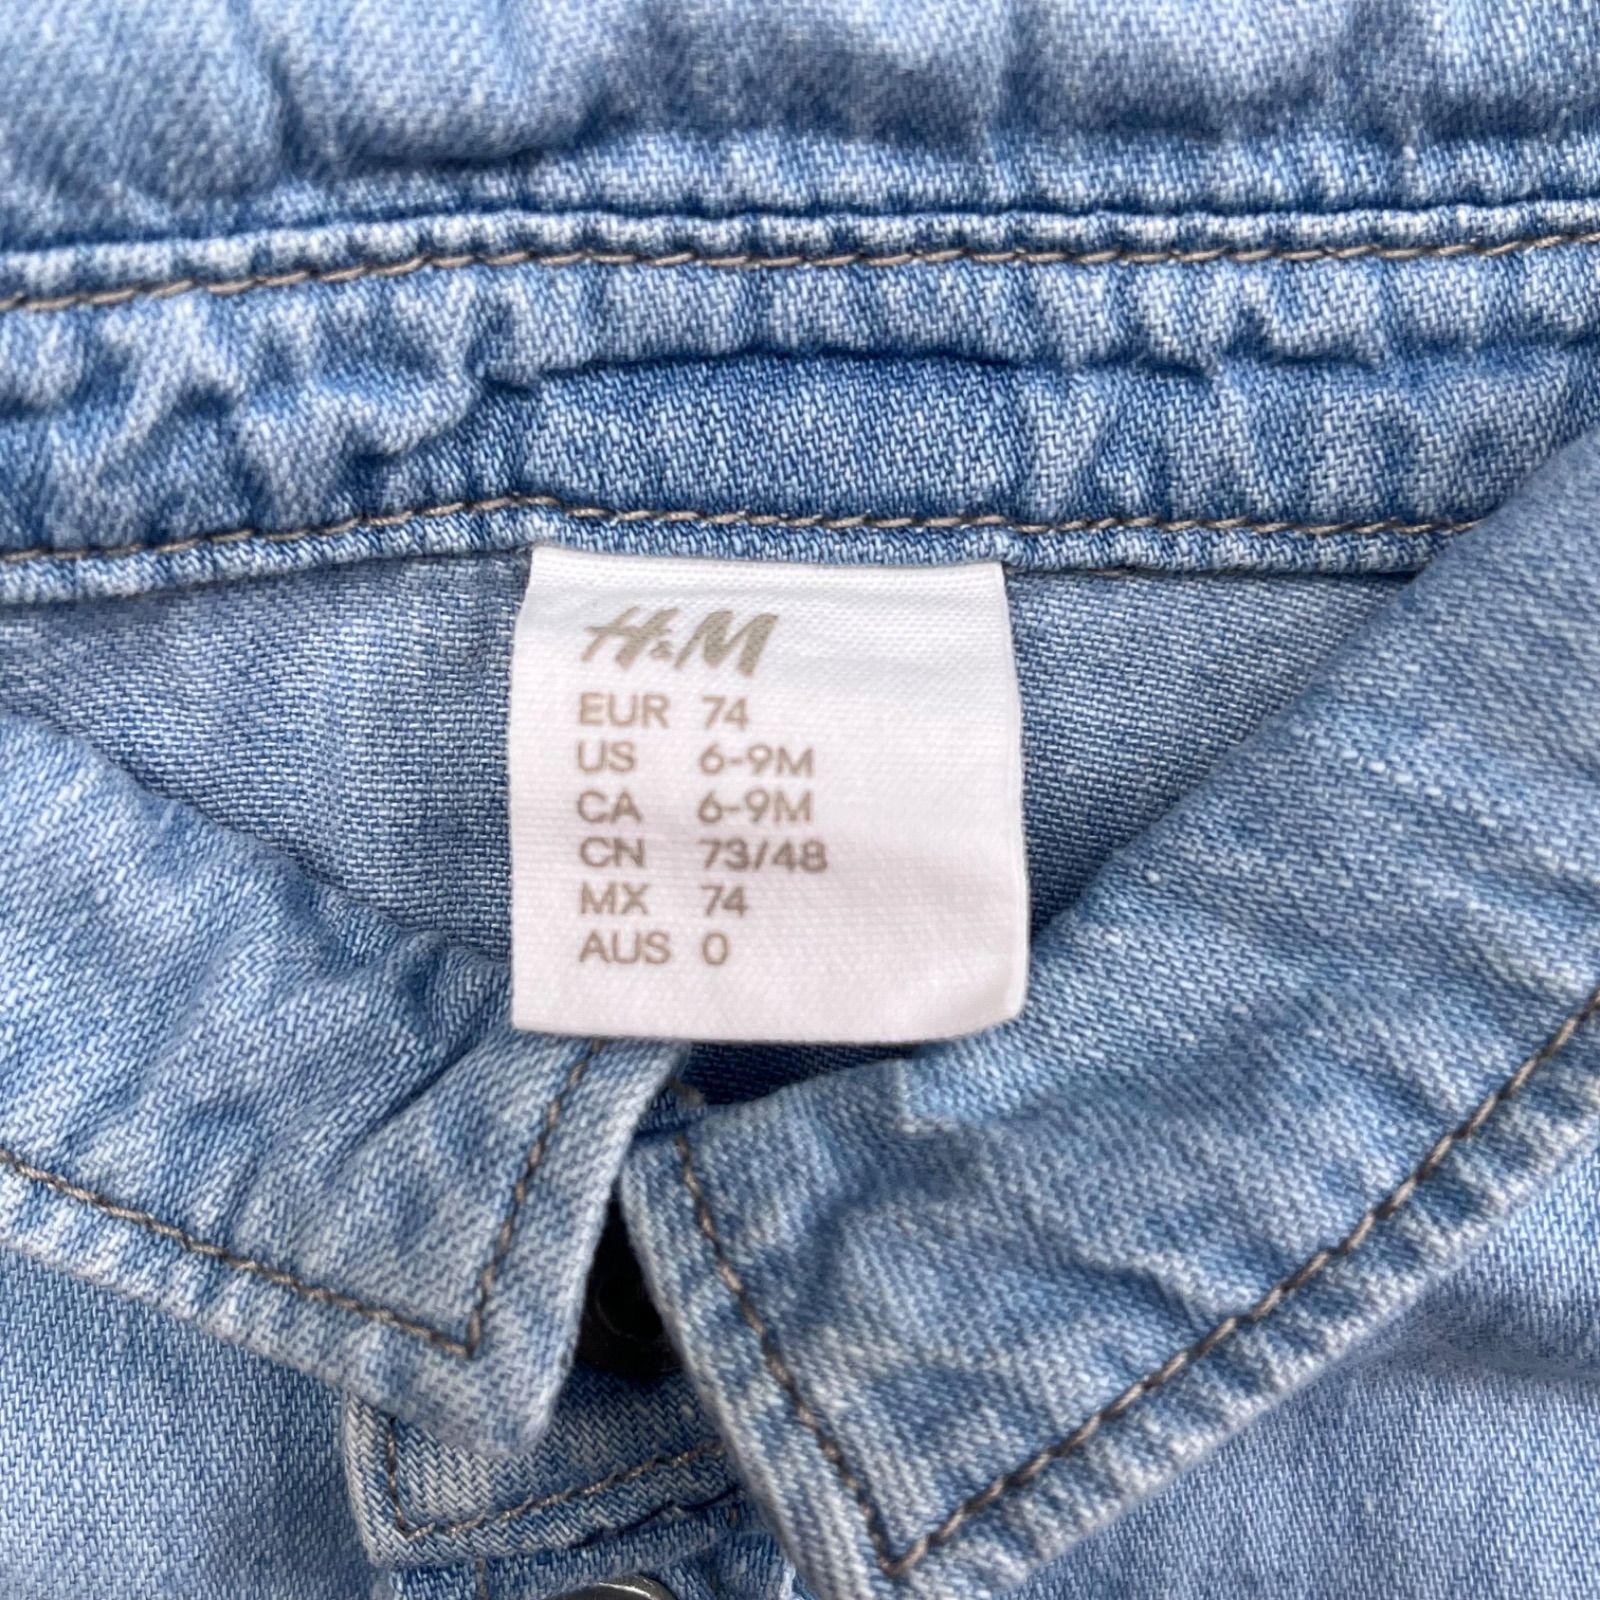 H&M
EUR 74
US 6-9M
CA 6-9M
CN 73/48
MX 74
AUS 0